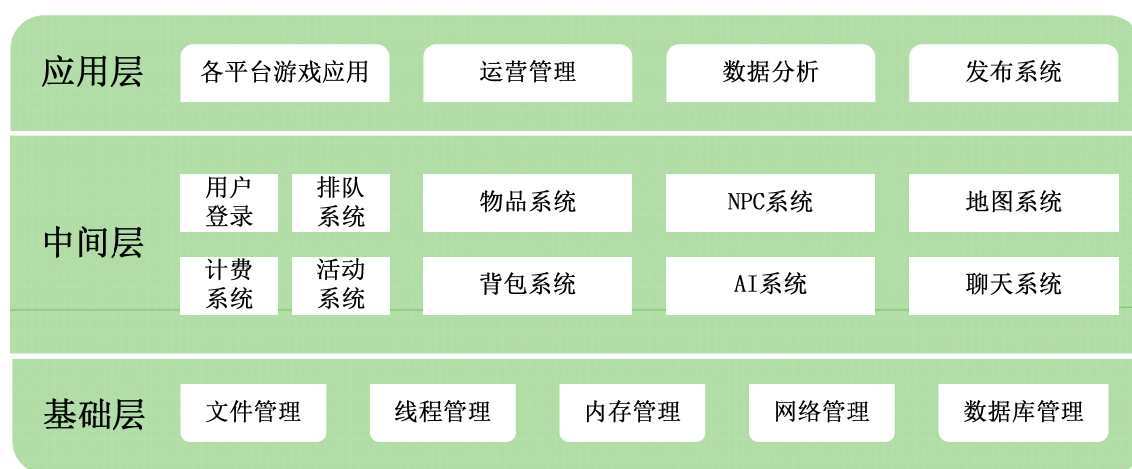 应用层
各平台游戏应用
运营管理
数据分析
发布系统
中间层
用户
登录
排队
系统
物品系统
NPC系统
地图系统
计费
系统
活动
系统
背包系统
AI系统
聊天系统
基础层
文件管理
线程管理
内存管理
网络管理
数据库管理